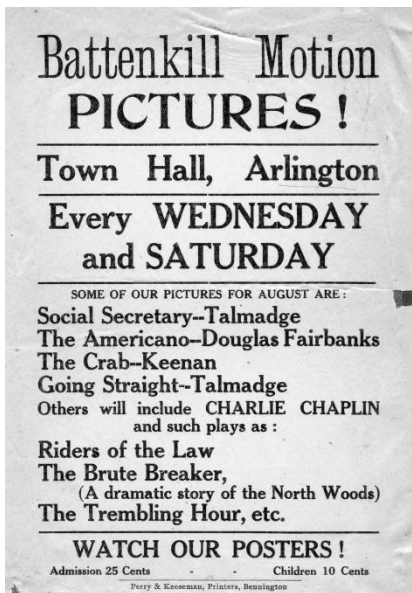 Battenkill Motion
PICTURES !
Town Hall, Arlington
Every WEDNESDAY
and SATURDAY
SOME OF OUR PICTURES FOR AUGUST ARE :
Social Secretary--Talmadge
The Americano--Douglas Fairbanks
The Crab--Keenan
Going Straight--Talmadge
Others will include CHARLIE CHAPLIN
and such plays as :
Riders of the Law
The Brute Breaker,
(A dramatic story of the North Woods)
The Trembling Hour, etc.
WATCH OUR POSTERS !
Admission 25 Cents - - Children 10 Cents
Perry & Keeseman, Printers, Bennington